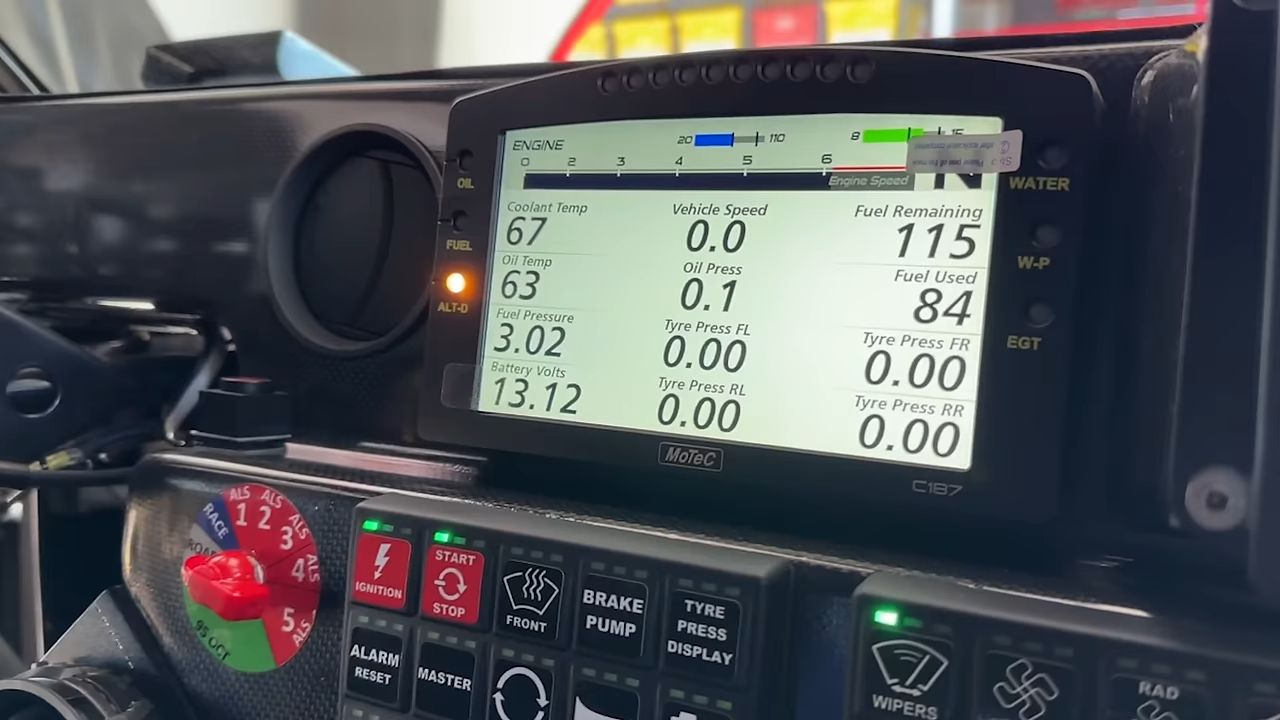 ENGINE
20
110
8
15
0 2 3 4 5 6
Engine Speed
N
OIL
FUEL
ALT-D
WATER
W-P
EGT
Coolant Temp
67
Vehicle Speed
0.0
Fuel Remaining
115
Oil Temp
63
Oil Press
0.1
Fuel Used
84
Fuel Pressure
3.02
Tyre Press FL
0.00
Tyre Press FR
0.00
Battery Volts
13.12
Tyre Press RL
0.00
Tyre Press RR
0.00
MoTeC
C187
ROAD
RACE
ALS 1
ALS 2
ALS 3
ALS 4
ALS 5
95 OCT
IGNITION
START
STOP
FRONT
BRAKE
PUMP
TYRE
PRESS
DISPLAY
ALARM
RESET
MASTER
WIPERS
RAD